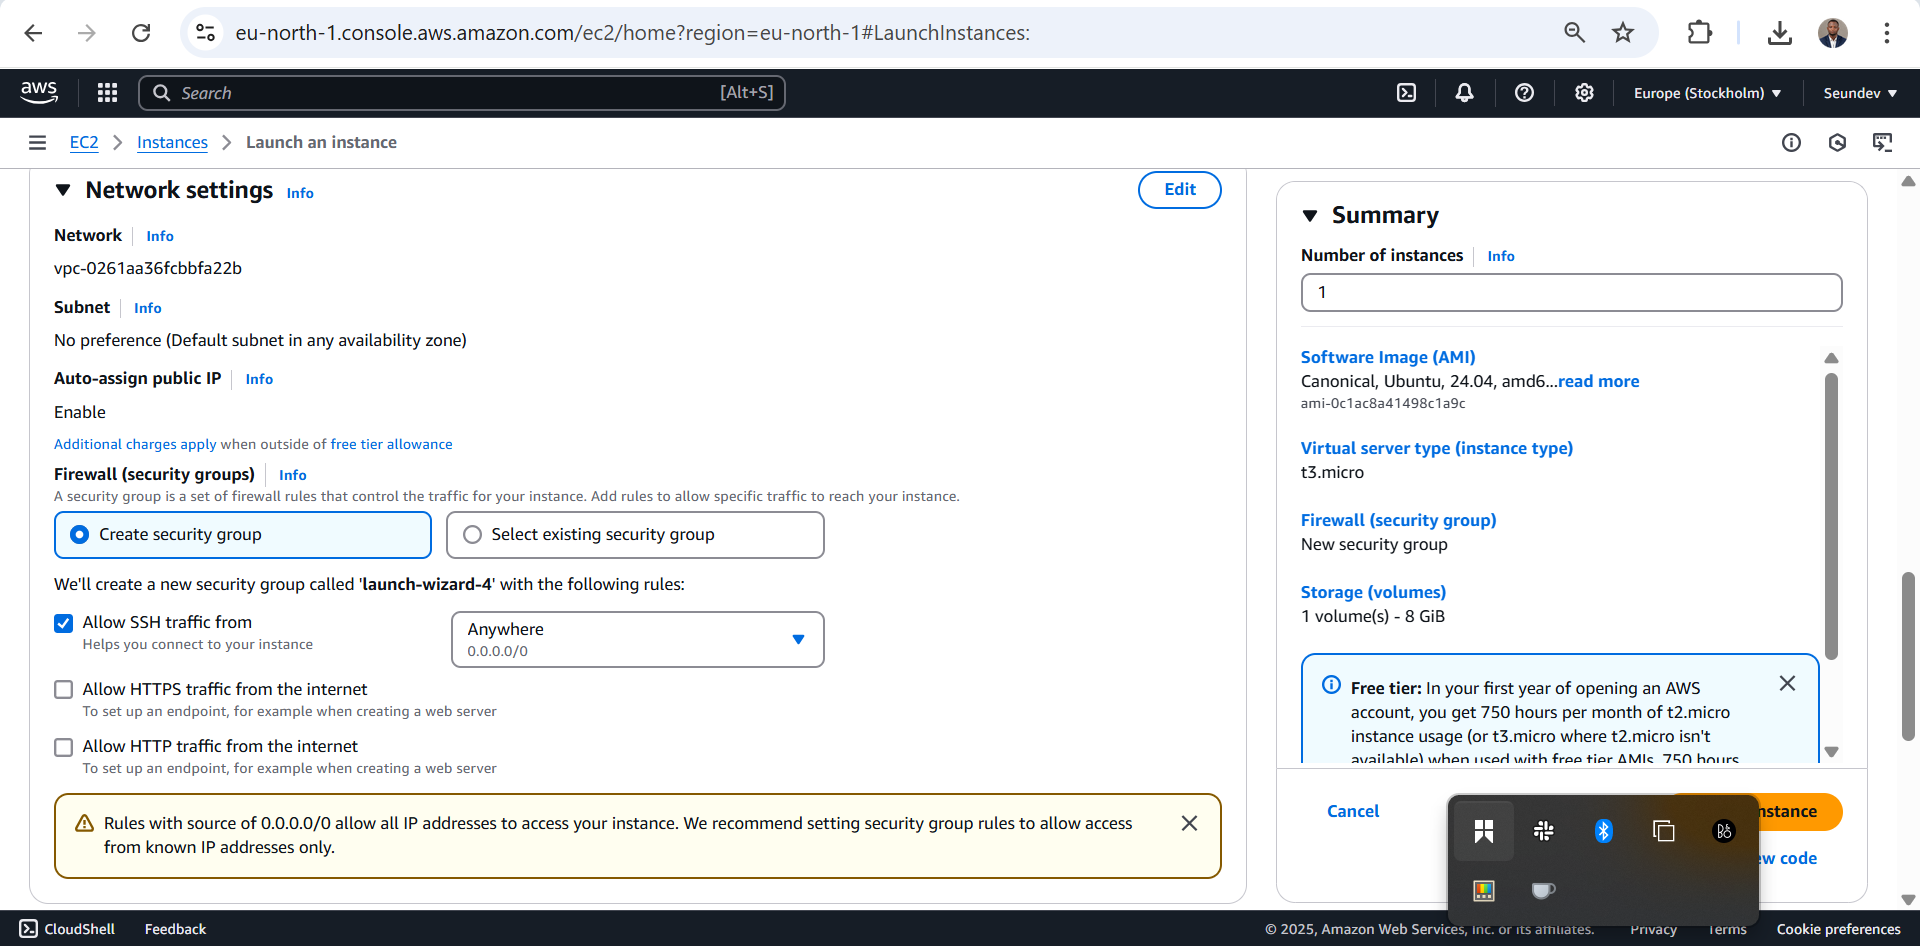 eu-north-1.console.aws.amazon.com/ec2/home?region=eu-north-1#LaunchInstances:
aws
Search
[Alt+S]
Europe (Stockholm)
Seundev
EC2
Instances
Launch an instance
Network settings
Info
Edit
Network
Info
vpc-0261aa36fcbbfa22b
Subnet
Info
No preference (Default subnet in any availability zone)
Auto-assign public IP
Info
Enable
Additional charges apply when outside of free tier allowance
Firewall (security groups)
Info
A security group is a set of firewall rules that control the traffic for your instance. Add rules to allow specific traffic to reach your instance.
Create security group
Select existing security group
We'll create a new security group called 'launch-wizard-4' with the following rules:
Allow SSH traffic from
Helps you connect to your instance
Anywhere
0.0.0.0/0
Allow HTTPS traffic from the internet
To set up an endpoint, for example when creating a web server
Allow HTTP traffic from the internet
To set up an endpoint, for example when creating a web server
Rules with source of 0.0.0.0/0 allow all IP addresses to access your instance. We recommend setting security group rules to allow access
from known IP addresses only.
Summary
Number of instances
Info
1
Software Image (AMI)
Canonical, Ubuntu, 24.04, amd6...read more
ami-0c1ac8a41498c1a9c
Virtual server type (instance type)
t3.micro
Firewall (security group)
New security group
Storage (volumes)
1 volume(s) - 8 GiB
Free tier: In your first year of opening an AWS
account, you get 750 hours per month of t2.micro
instance usage (or t3.micro where t2.micro isn't
available) when used with free tier AMIs, 750 hours
Cancel
nstance
ew code
CloudShell
Feedback
© 2025, Amazon Web Services, Inc. or its affiliates.
Privacy
Terms
Cookie preferences